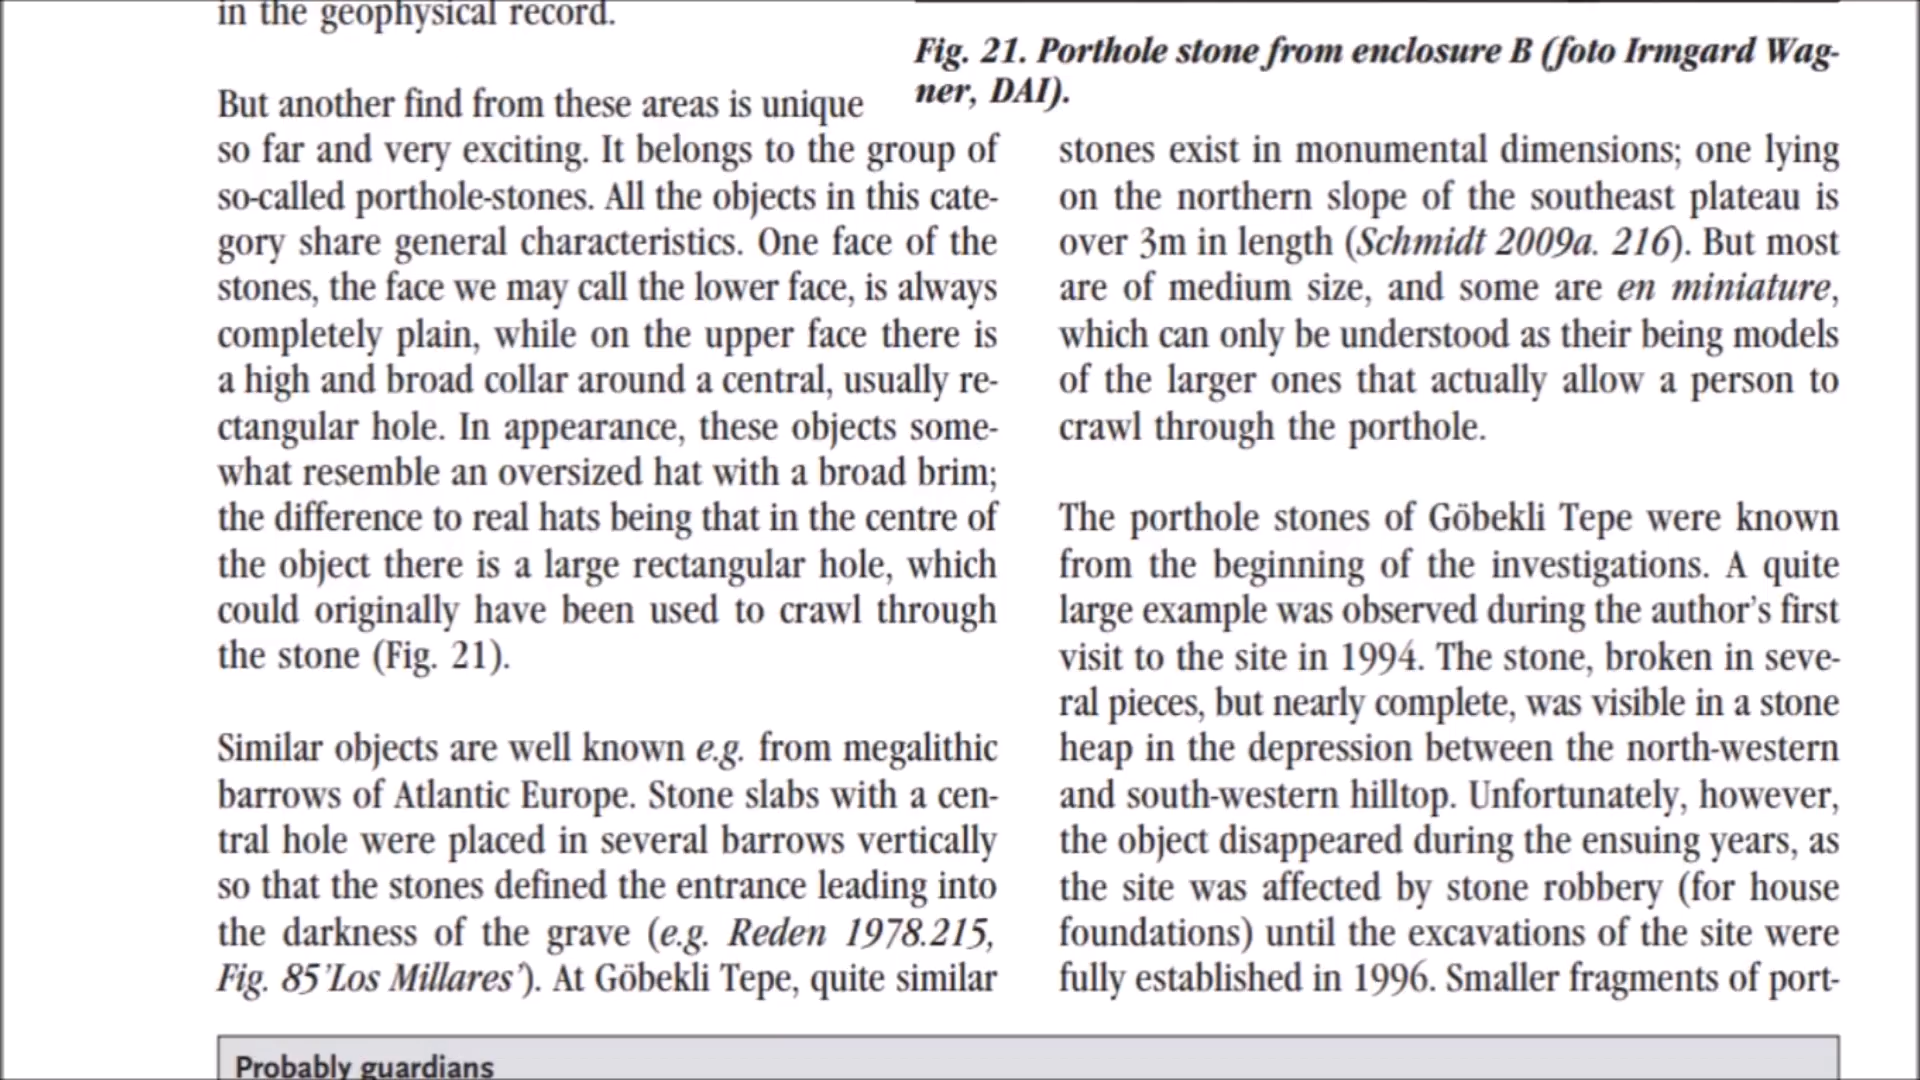 in the geophysical record.
Fig. 21. Porthole stone from enclosure B (foto Irmgard Wag-
ner, DAI).
But another find from these areas is unique
so far and very exciting. It belongs to the group of
so-called porthole-stones. All the objects in this cate-
gory share general characteristics. One face of the
stones, the face we may call the lower face, is always
completely plain, while on the upper face there is
a high and broad collar around a central, usually re-
ctangular hole. In appearance, these objects some-
what resemble an oversized hat with a broad brim;
the difference to real hats being that in the centre of
the object there is a large rectangular hole, which
could originally have been used to crawl through
the stone (Fig. 21).
Similar objects are well known e.g. from megalithic
barrows of Atlantic Europe. Stone slabs with a cen-
tral hole were placed in several barrows vertically
so that the stones defined the entrance leading into
the darkness of the grave (e.g. Reden 1978.215,
Fig. 85'Los Millares'). At Göbekli Tepe, quite similar
stones exist in monumental dimensions; one lying
on the northern slope of the southeast plateau is
over 3m in length (Schmidt 2009a. 216). But most
are of medium size, and some are en miniature,
which can only be understood as their being models
of the larger ones that actually allow a person to
crawl through the porthole.
The porthole stones of Göbekli Tepe were known
from the beginning of the investigations. A quite
large example was observed during the author's first
visit to the site in 1994. The stone, broken in seve-
ral pieces, but nearly complete, was visible in a stone
heap in the depression between the north-western
and south-western hilltop. Unfortunately, however,
the object disappeared during the ensuing years, as
the site was affected by stone robbery (for house
foundations) until the excavations of the site were
fully established in 1996. Smaller fragments of port-
Probably guardians